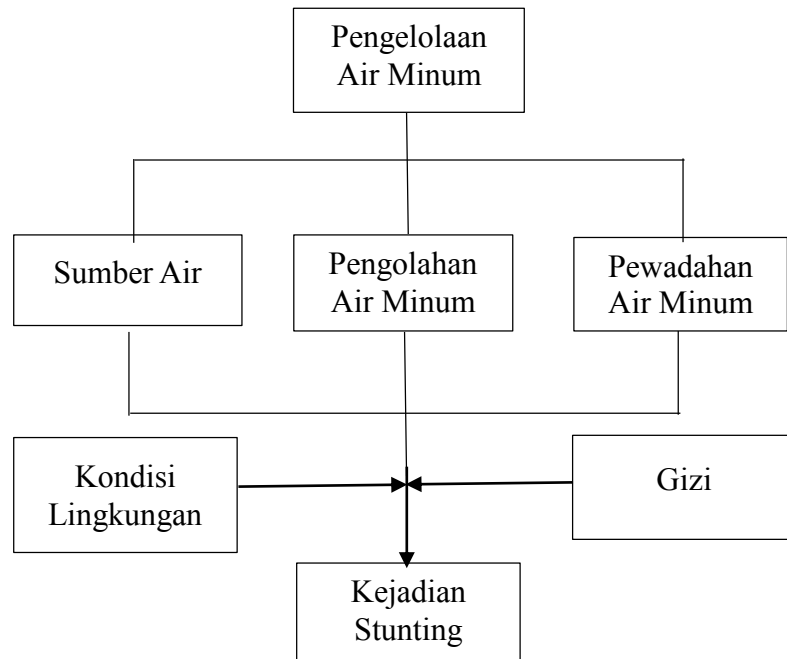 Pengelolaan
Air Minum
Sumber Air
Pengolahan
Air Minum
Pewadahan
Air Minum
Kondisi
Lingkungan
Gizi
Kejadian
Stunting